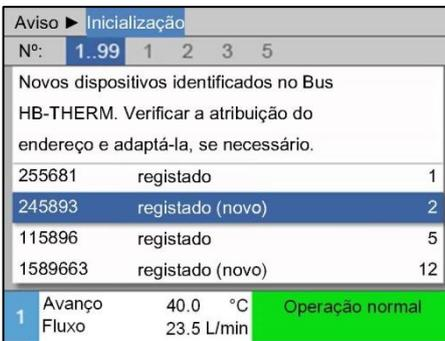 Aviso ► Inicialização
Nº: 1..99 1 2 3 5
Novos dispositivos identificados no Bus
HB-THERM. Verificar a atribuição do
endereço e adaptá-la, se necessário.
255681 registado 1
245893 registado (novo) 2
115896 registado 5
1589663 registado (novo) 12
1 Avanço 40.0 °C Operação normal
Fluxo 23.5 L/min